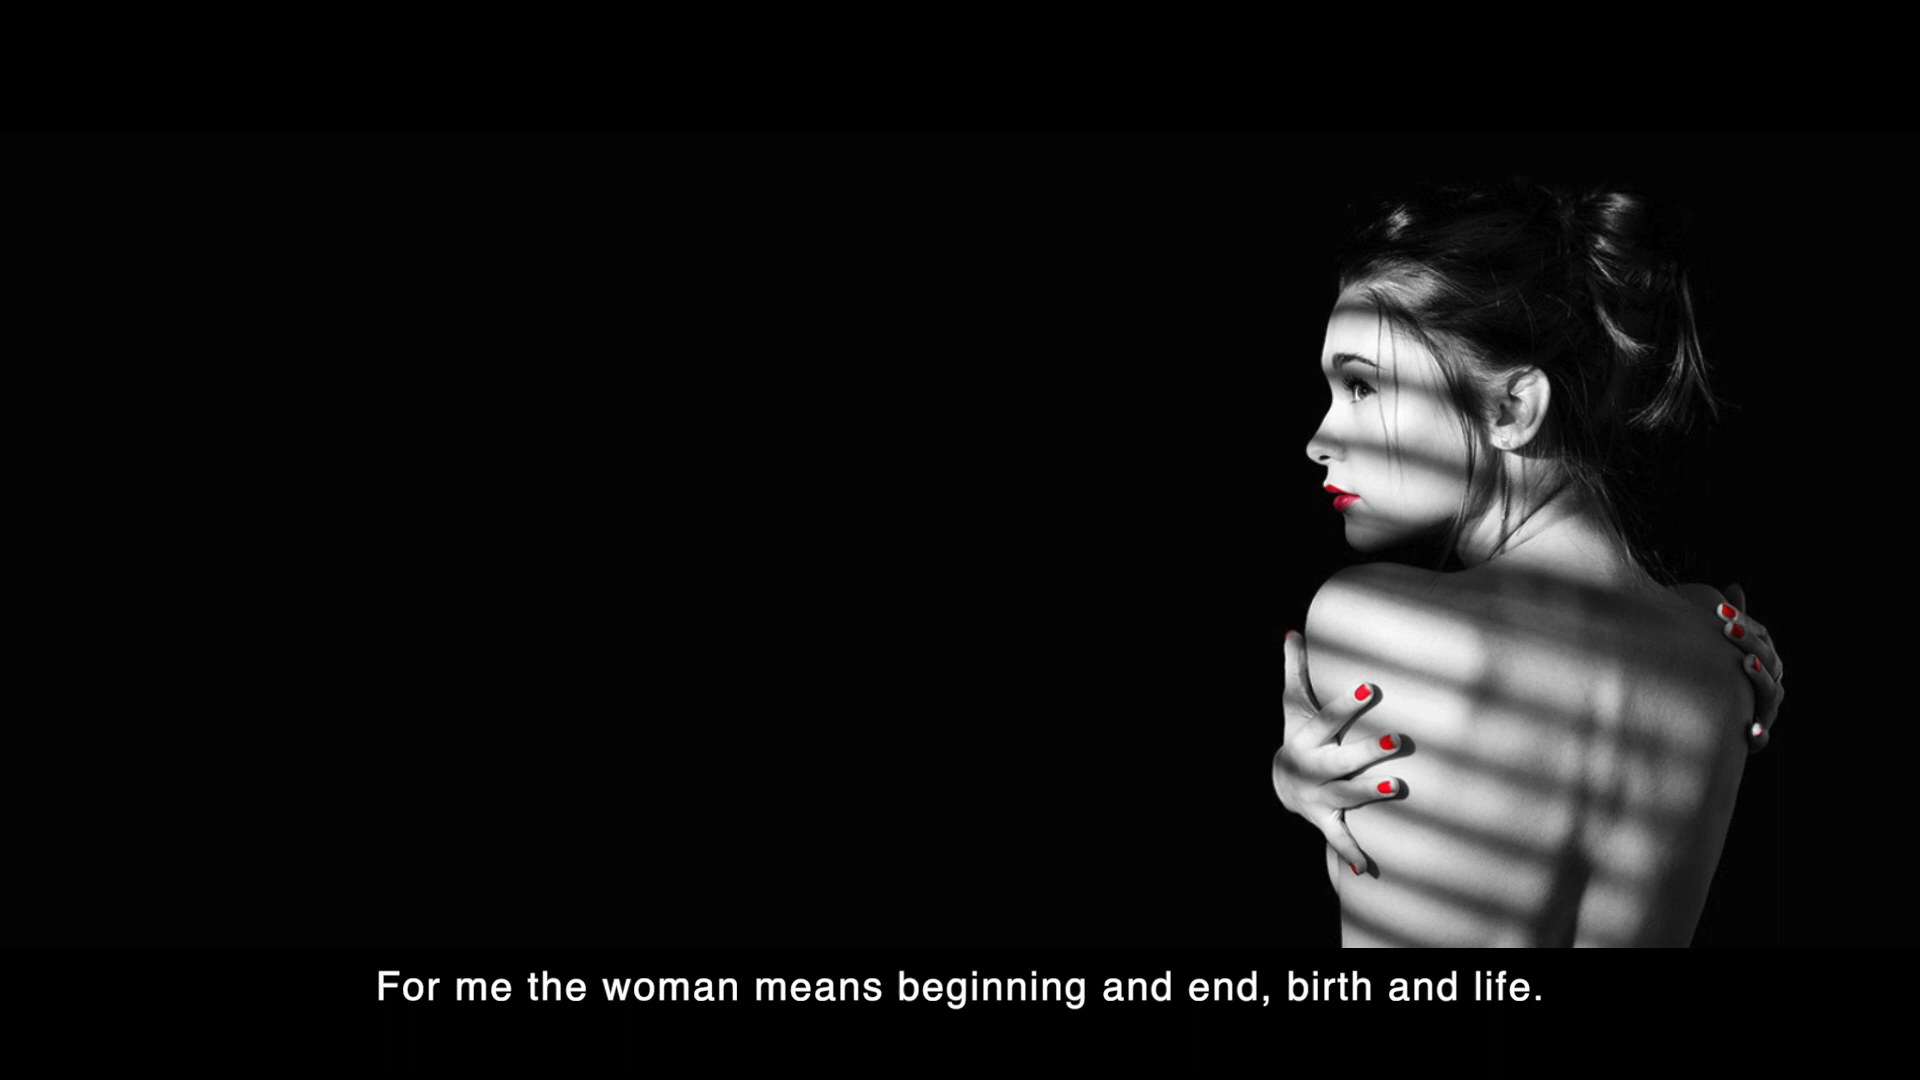 For me the woman means beginning and end, birth and life.